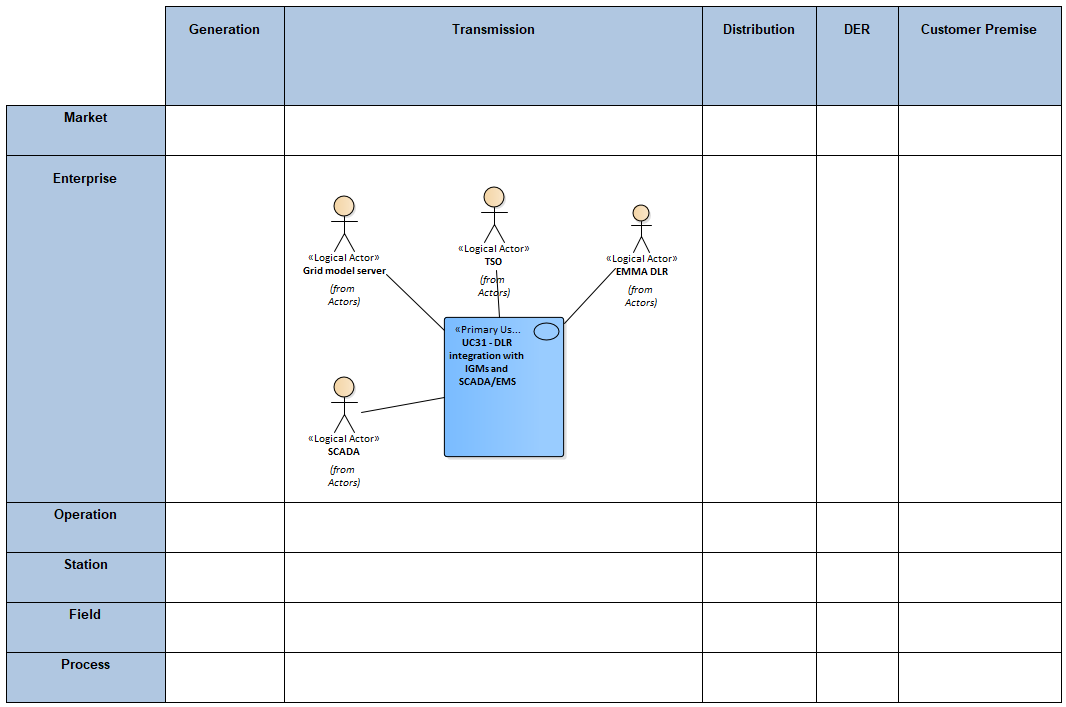 Generation
Transmission
Distribution
DER
Customer Premise
Market
Enterprise
«Logical Actor»
Grid model server
(from
Actors)
«Logical Actor»
TSO
(from
Actors)
«Logical Actor»
EMMA DLR
(from
Actors)
«Primary Us...
UC31 - DLR
integration with
IGMs and
SCADA/EMS
«Logical Actor»
SCADA
(from
Actors)
Operation
Station
Field
Process